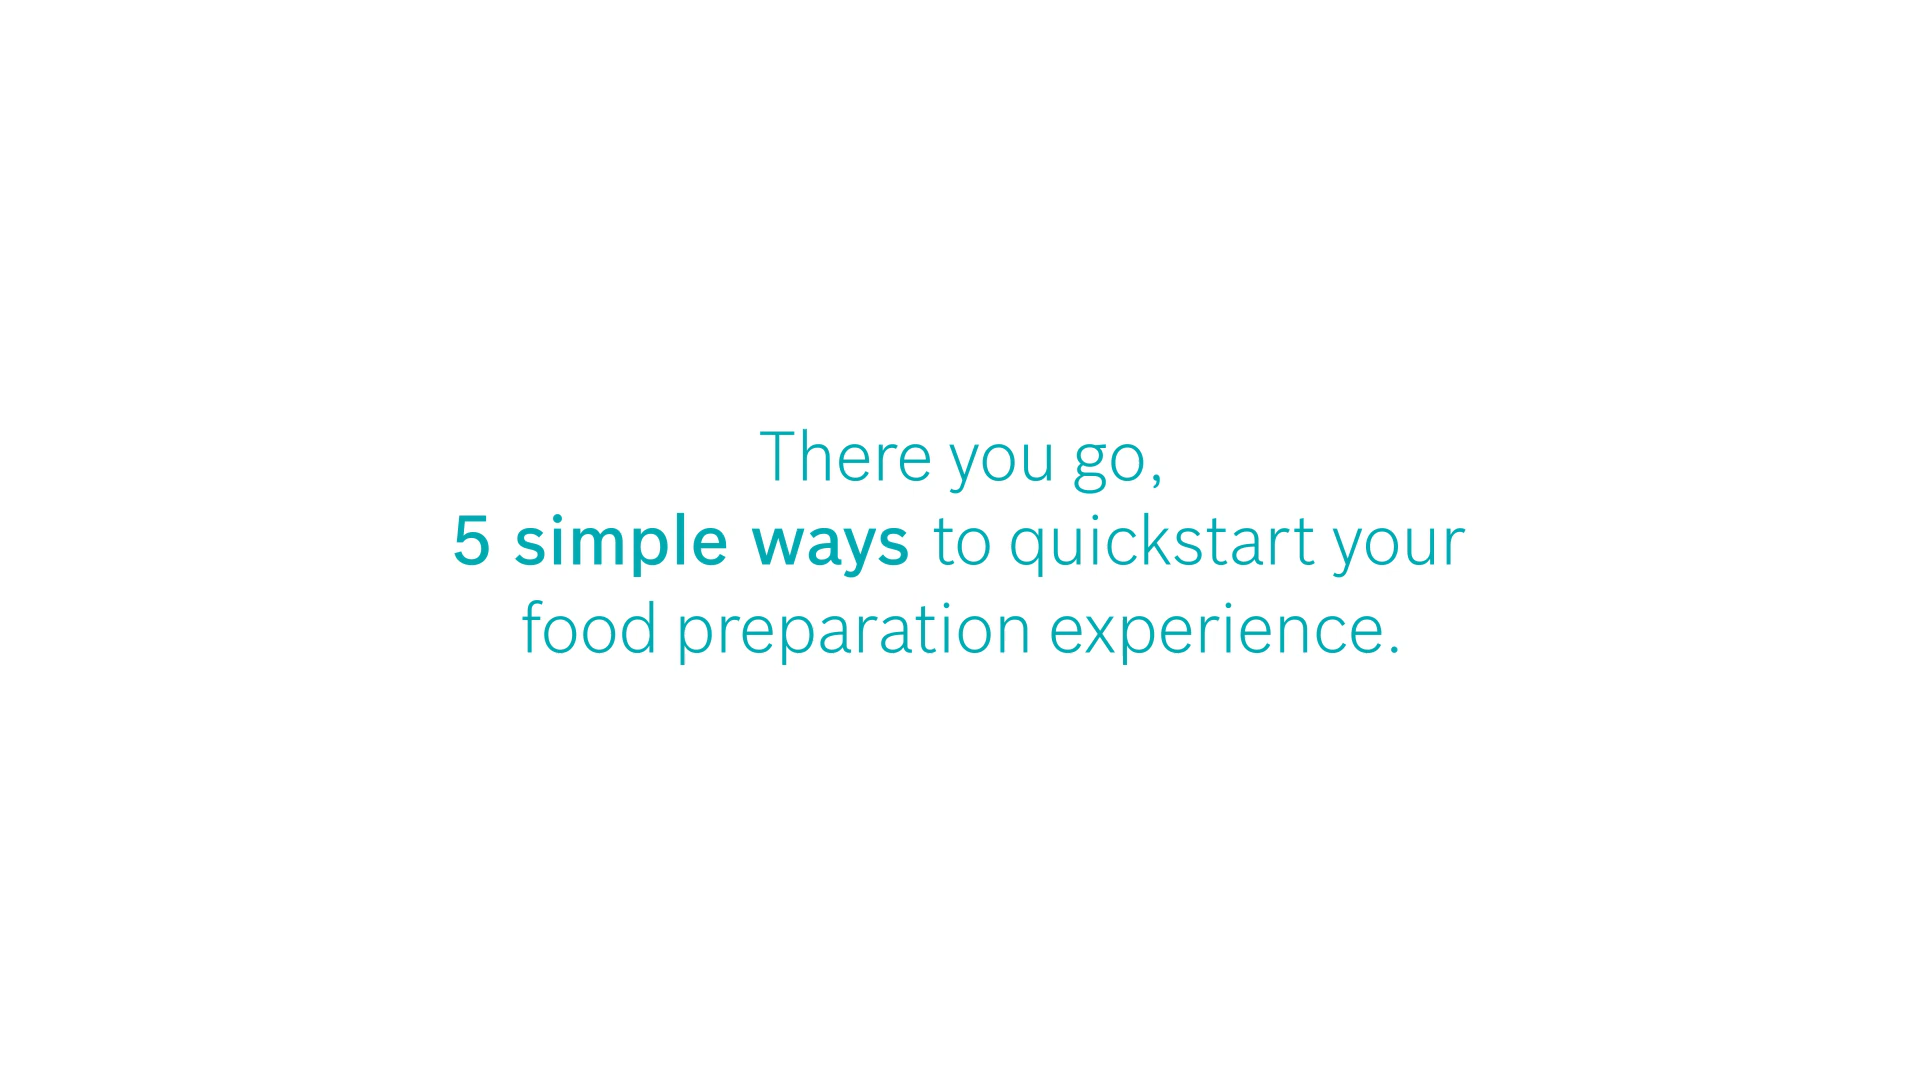 There you go,
5 simple ways to quickstart your
food preparation experience.